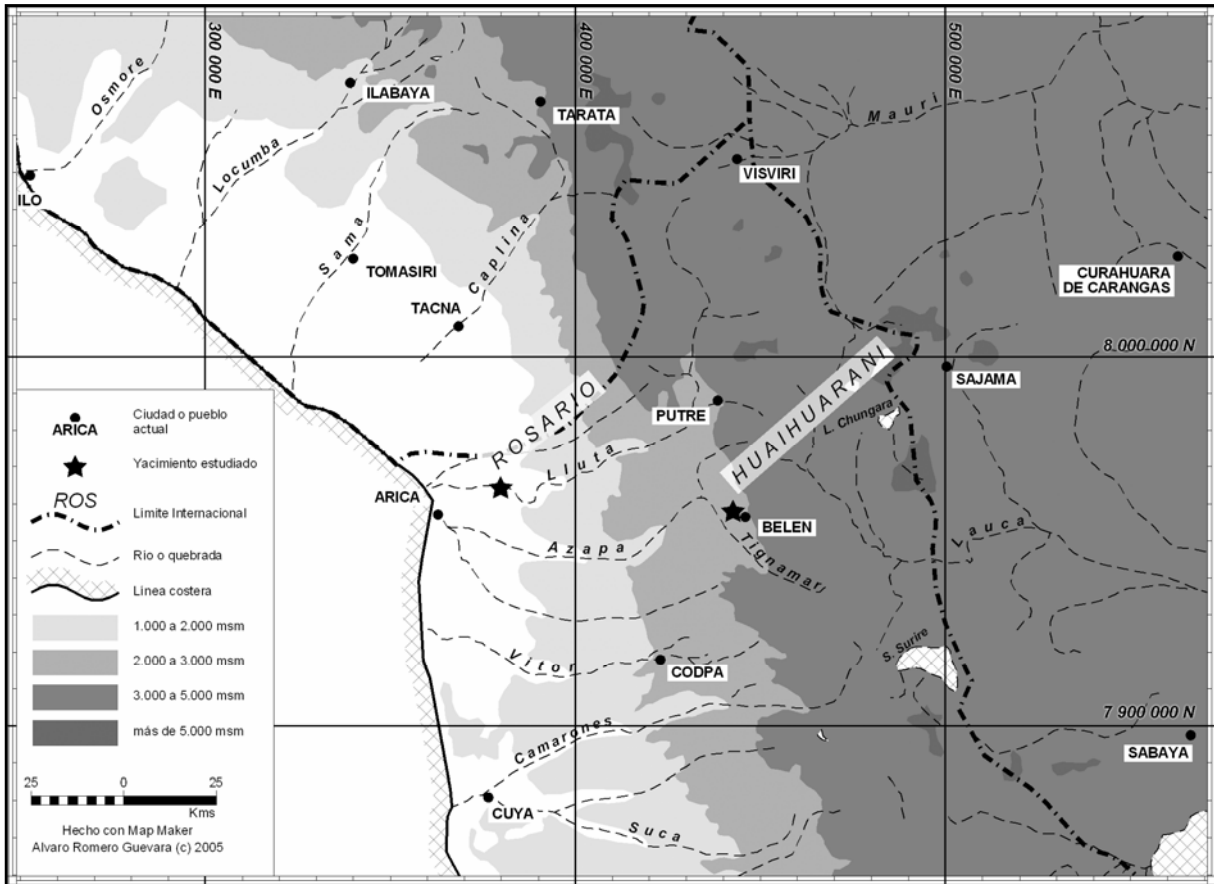 300 000 E
400 000 E
500 000 E
Osmore
ILABAYA
TARATA
Mauri
Locumba
VISVIRI
ILO
Sama
Caplina
TOMASIRI
CURAHUARA
DE CARANGAS
TACNA
8 000 000 N
SAJAMA
ROSARIO
PUTRE
HUAIHUARANI
L. Chungara
Lluta
ARICA
BELEN
Azapa
Tignamar
Lauca
Vitor
CODPA
S. Surire
7 900 000 N
Camarones
SABAYA
CUYA
Suca
ARICA
Ciudad o pueblo
actual
Yacimiento estudiado
ROS
Limite Internacional
Rio o quebrada
Linea costera
1.000 a 2.000 msm
2.000 a 3.000 msm
3.000 a 5.000 msm
más de 5.000 msm
25 0 25
Kms
Hecho con Map Maker
Alvaro Romero Guevara (c) 2005